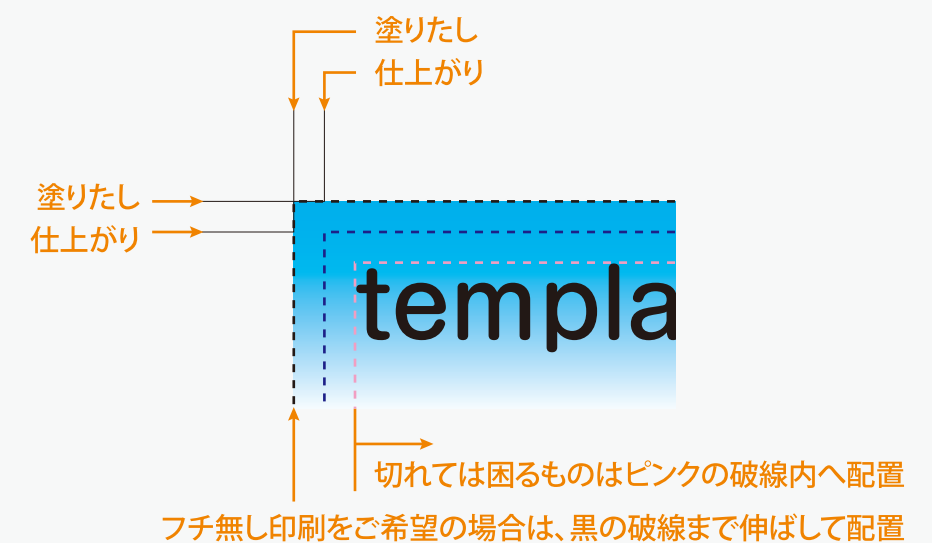 塗りたし
仕上がり
塗りたし
仕上がり
templa
切れては困るものはピンクの破線内へ配置
フチ無し印刷をご希望の場合は、黒の破線まで伸ばして配置